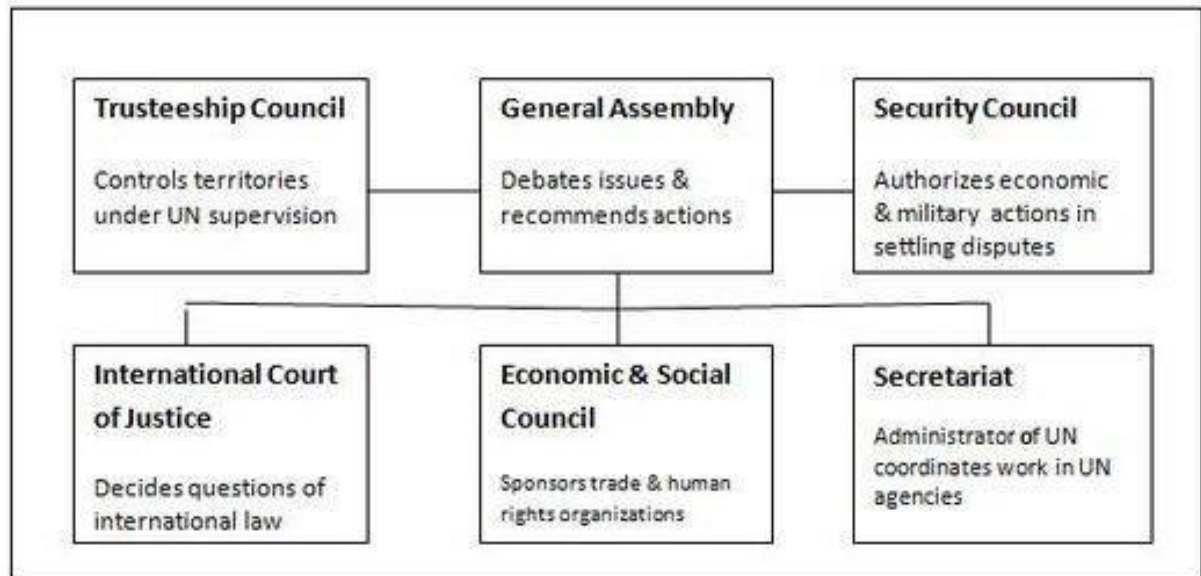 Trusteeship Council
Controls territories
under UN supervision
General Assembly
Debates issues &
recommends actions
Security Council
Authorizes economic
& military actions in
settling disputes
International Court
of Justice
Decides questions of
international law
Economic & Social
Council
Sponsors trade & human
rights organizations
Secretariat
Administrator of UN
coordinates work in UN
agencies